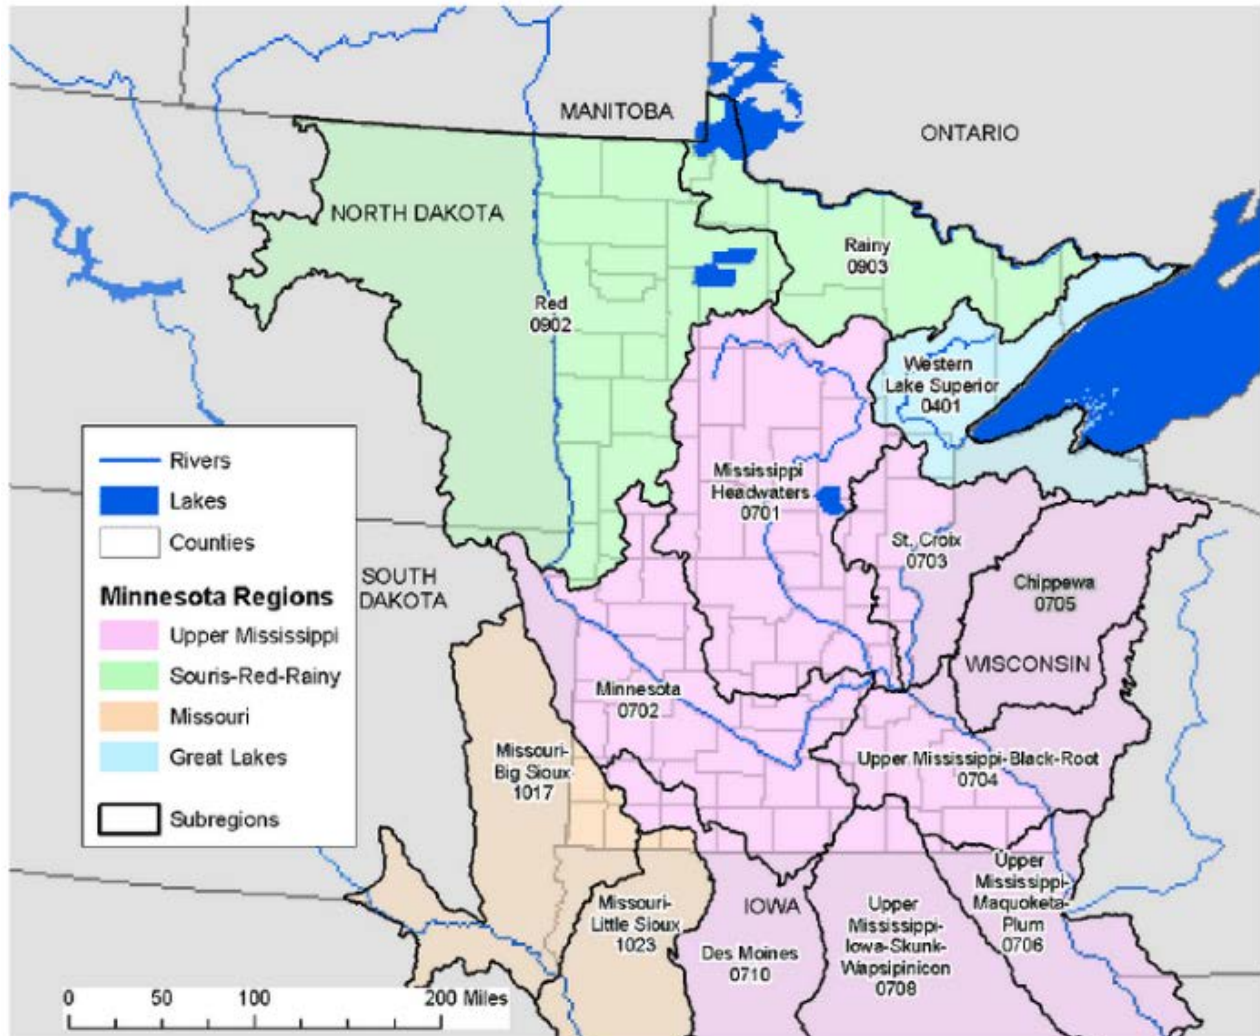 MANITOBA
ONTARIO
NORTH DAKOTA
Rainy
0903
Red
0902
Western
Lake Superior
0401
Mississippi
Headwaters
0701
St. Croix
0703
Chippewa
0705
WISCONSIN
SOUTH
DAKOTA
Minnesota
0702
Upper Mississippi-Black-Root
0704
Missouri-
Big Sioux
1017
Missouri-
Little Sioux
1023
IOWA
Des Moines
0710
Upper
Mississippi-
Iowa-Skunk-
Wapsipinicon
0708
Upper
Mississippi-
Maquoketa-
Plum
0706
Rivers
Lakes
Counties
Minnesota Regions
Upper Mississippi
Souris-Red-Rainy
Missouri
Great Lakes
Subregions
0 50 100 200 Miles